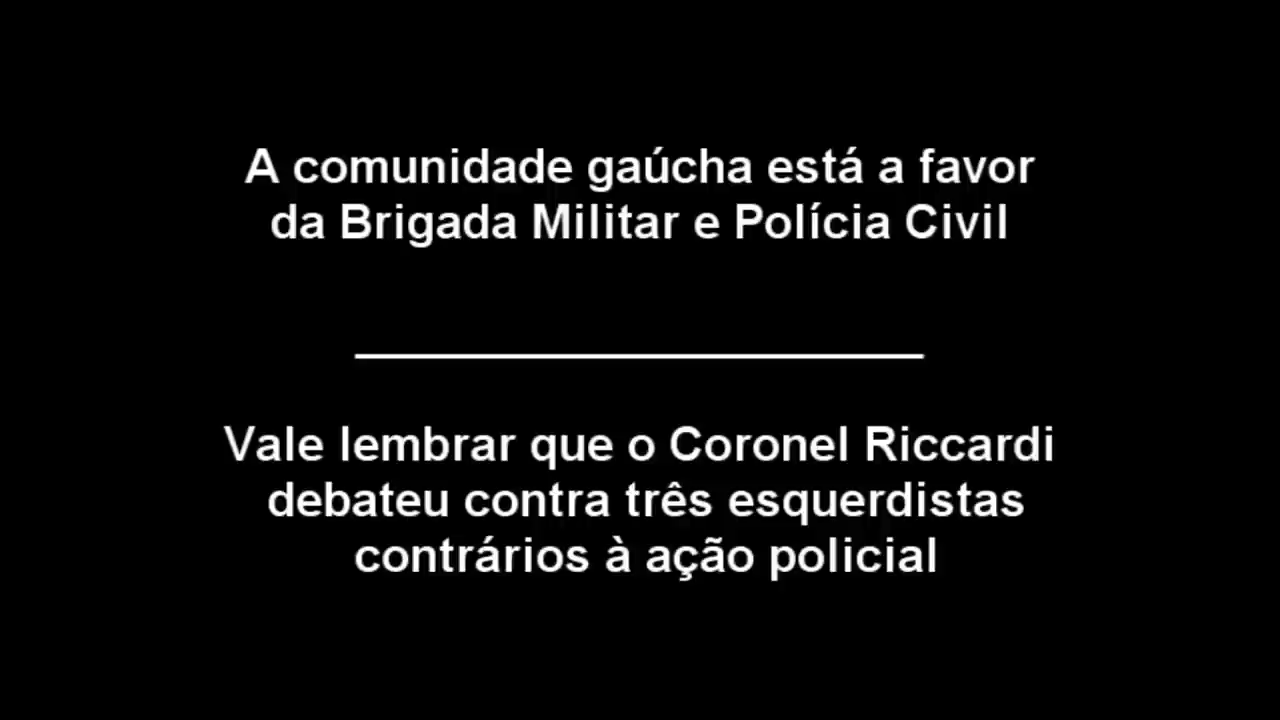 A comunidade gaúcha está a favor
da Brigada Militar e Polícia Civil
Vale lembrar que o Coronel Riccardi
debateu contra três esquerdistas
contrários à ação policial